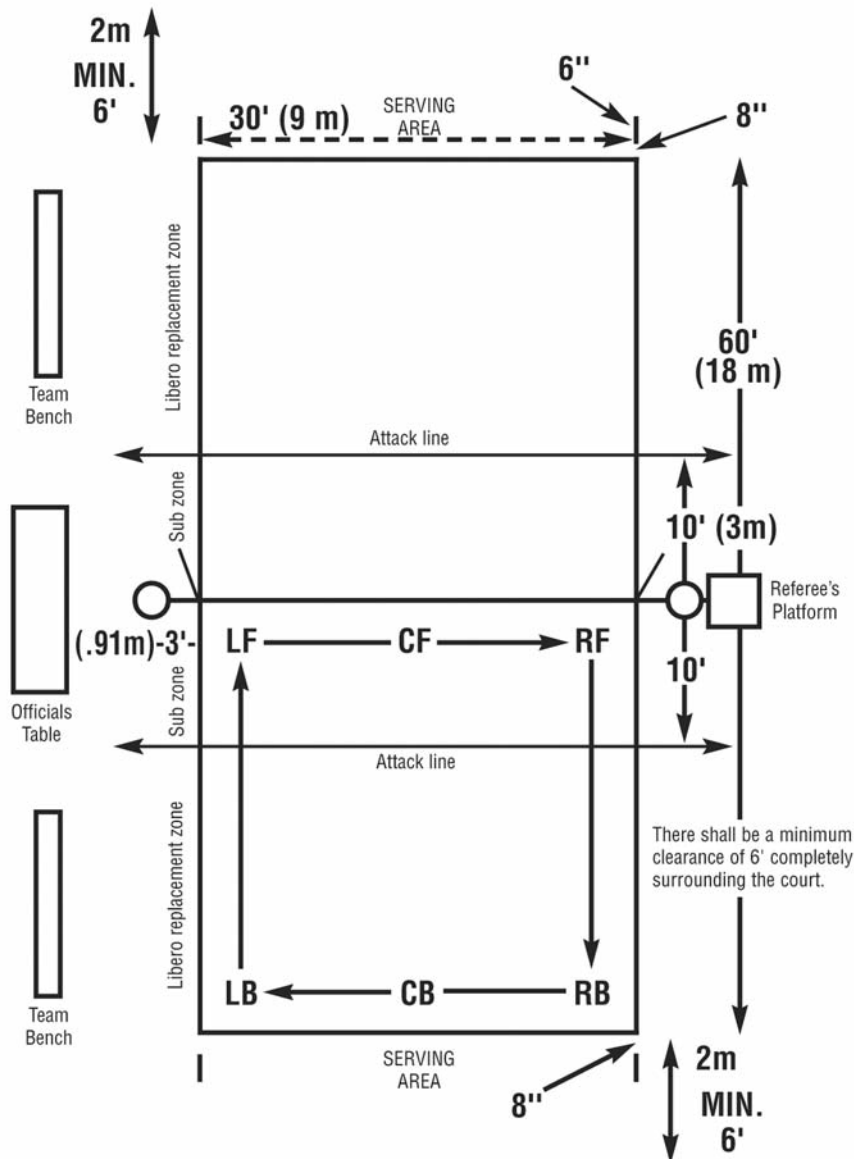 2m
MIN.
6'
6"
SERVING
AREA
30' (9 m)
8"
Libero replacement zone
Team
Bench
60'
(18 m)
Attack line
Sub zone
10' (3m)
Referee's
Platform
(.91m)-3'-
LF
CF
RF
10'
Sub zone
Officials
Table
Attack line
There shall be a minimum
clearance of 6' completely
surrounding the court.
Libero replacement zone
LB
CB
RB
Team
Bench
SERVING
AREA
8"
2m
MIN.
6'